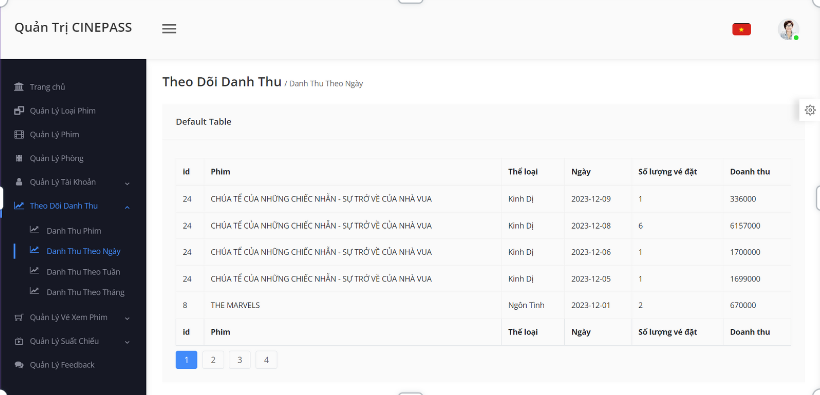 Quản Trị CINEPASS
Trang chủ
Quản Lý Loại Phim
Quản Lý Phim
Quản Lý Phòng
Quản Lý Tài Khoản
Theo Dõi Danh Thu
Danh Thu Phim
Danh Thu Theo Ngày
Danh Thu Theo Tuần
Danh Thu Theo Tháng
Quản Lý Vé Xem Phim
Quản Lý Suất Chiếu
Quản Lý Feedback
Theo Dõi Danh Thu / Danh Thu Theo Ngày
Default Table
id Phim Thể loại Ngày Số lượng vé đặt Doanh thu
24 CHÚA TỂ CỦA NHỮNG CHIẾC NHẪN - SỰ TRỞ VỀ CỦA NHÀ VUA Kinh Dị 2023-12-09 1 336000
24 CHÚA TỂ CỦA NHỮNG CHIẾC NHẪN - SỰ TRỞ VỀ CỦA NHÀ VUA Kinh Dị 2023-12-08 6 6157000
24 CHÚA TỂ CỦA NHỮNG CHIẾC NHẪN - SỰ TRỞ VỀ CỦA NHÀ VUA Kinh Dị 2023-12-06 1 1700000
24 CHÚA TỂ CỦA NHỮNG CHIẾC NHẪN - SỰ TRỞ VỀ CỦA NHÀ VUA Kinh Dị 2023-12-05 1 1699000
8 THE MARVELS Ngôn Tình 2023-12-01 2 670000
id Phim Thể loại Ngày Số lượng vé đặt Doanh thu
1 2 3 4